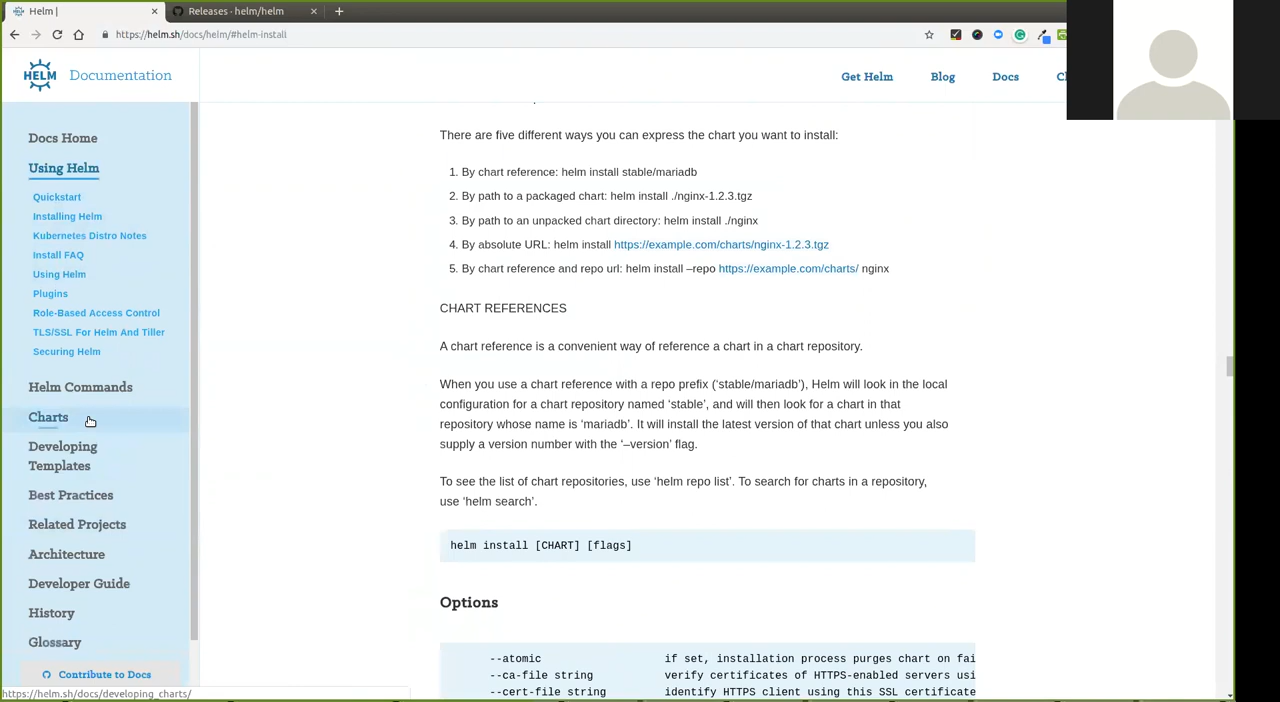 Helm |
Releases · helm/helm
https://helm.sh/docs/helm/#helm-install
HELM Documentation
Get Helm Blog Docs
Docs Home
Using Helm
Quickstart
Installing Helm
Kubernetes Distro Notes
Install FAQ
Using Helm
Plugins
Role-Based Access Control
TLS/SSL For Helm And Tiller
Securing Helm
Helm Commands
Charts
Developing
Templates
Best Practices
Related Projects
Architecture
Developer Guide
History
Glossary
Contribute to Docs
https://helm.sh/docs/developing_charts/
There are five different ways you can express the chart you want to install:
1. By chart reference: helm install stable/mariadb
2. By path to a packaged chart: helm install ./nginx-1.2.3.tgz
3. By path to an unpacked chart directory: helm install ./nginx
4. By absolute URL: helm install https://example.com/charts/nginx-1.2.3.tgz
5. By chart reference and repo url: helm install –repo https://example.com/charts/ nginx
CHART REFERENCES
A chart reference is a convenient way of reference a chart in a chart repository.
When you use a chart reference with a repo prefix (‘stable/mariadb’), Helm will look in the local
configuration for a chart repository named ‘stable’, and will then look for a chart in that
repository whose name is ‘mariadb’. It will install the latest version of that chart unless you also
supply a version number with the ‘–version’ flag.
To see the list of chart repositories, use ‘helm repo list’. To search for charts in a repository,
use ‘helm search’.
helm install [CHART] [flags]
Options
--atomic if set, installation process purges chart on fai
--ca-file string verify certificates of HTTPS-enabled servers usi
--cert-file string identify HTTPS client using this SSL certificate